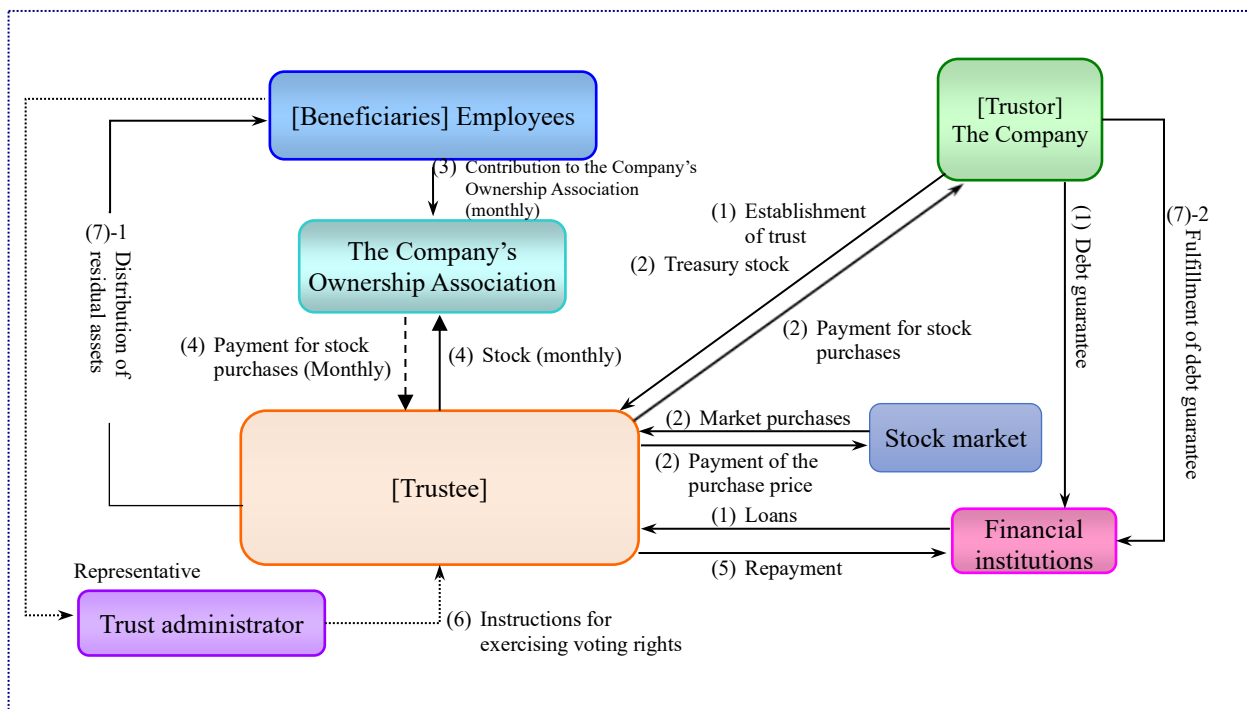 [Beneficiaries] Employees
[Trustor]
The Company
(3) Contribution to the Company’s
Ownership Association
(monthly)
(1) Establishment
of trust
(2) Treasury stock
(7)-1 Distribution of
residual assets
The Company’s
Ownership Association
(1) Debt guarantee
(7)-2 Fulfillment of debt guarantee
(4) Payment for stock
purchases (Monthly)
(4) Stock (monthly)
(2) Payment for stock
purchases
(2) Market purchases
Stock market
(2) Payment of the
purchase price
[Trustee]
(1) Loans
Financial
institutions
(5) Repayment
Representative
Trust administrator
(6) Instructions for
exercising voting rights